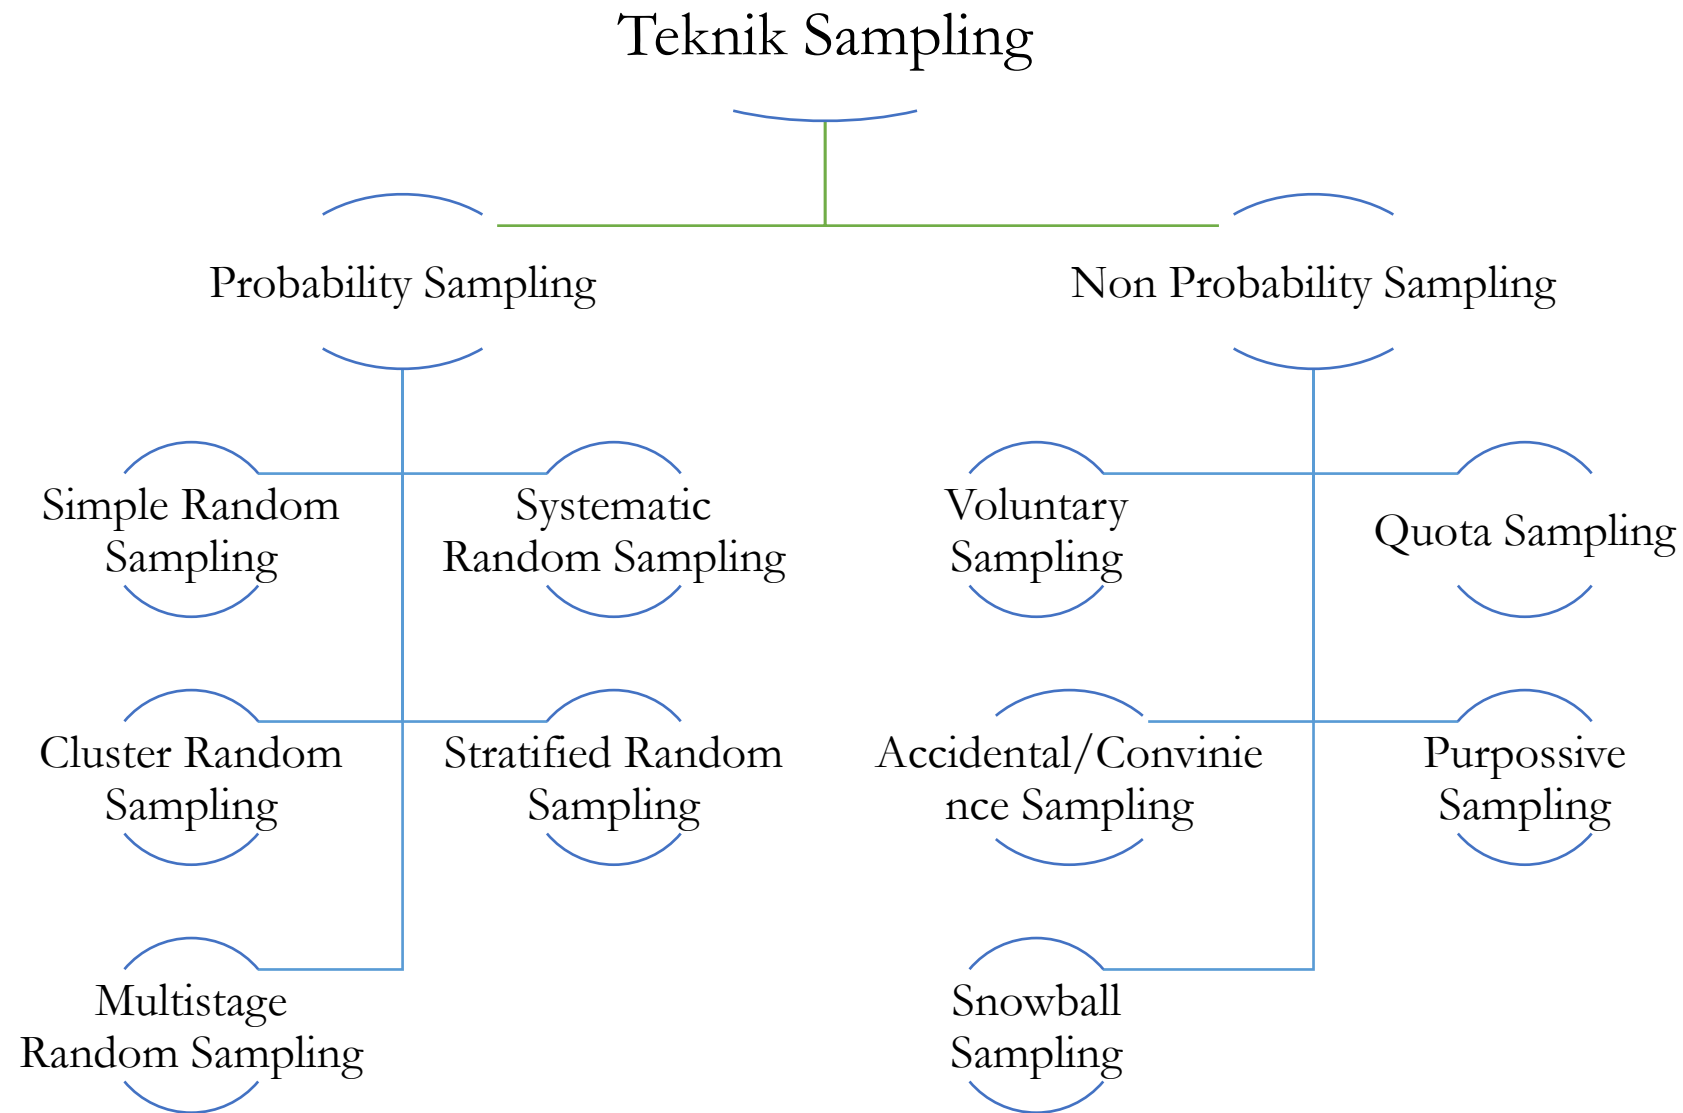 Teknik Sampling
Probability Sampling
Non Probability Sampling
Simple Random
Sampling
Systematic
Random Sampling
Voluntary
Sampling
Quota Sampling
Cluster Random
Sampling
Stratified Random
Sampling
Accidental/Convinie
nce Sampling
Purpossive
Sampling
Multistage
Random Sampling
Snowball
Sampling